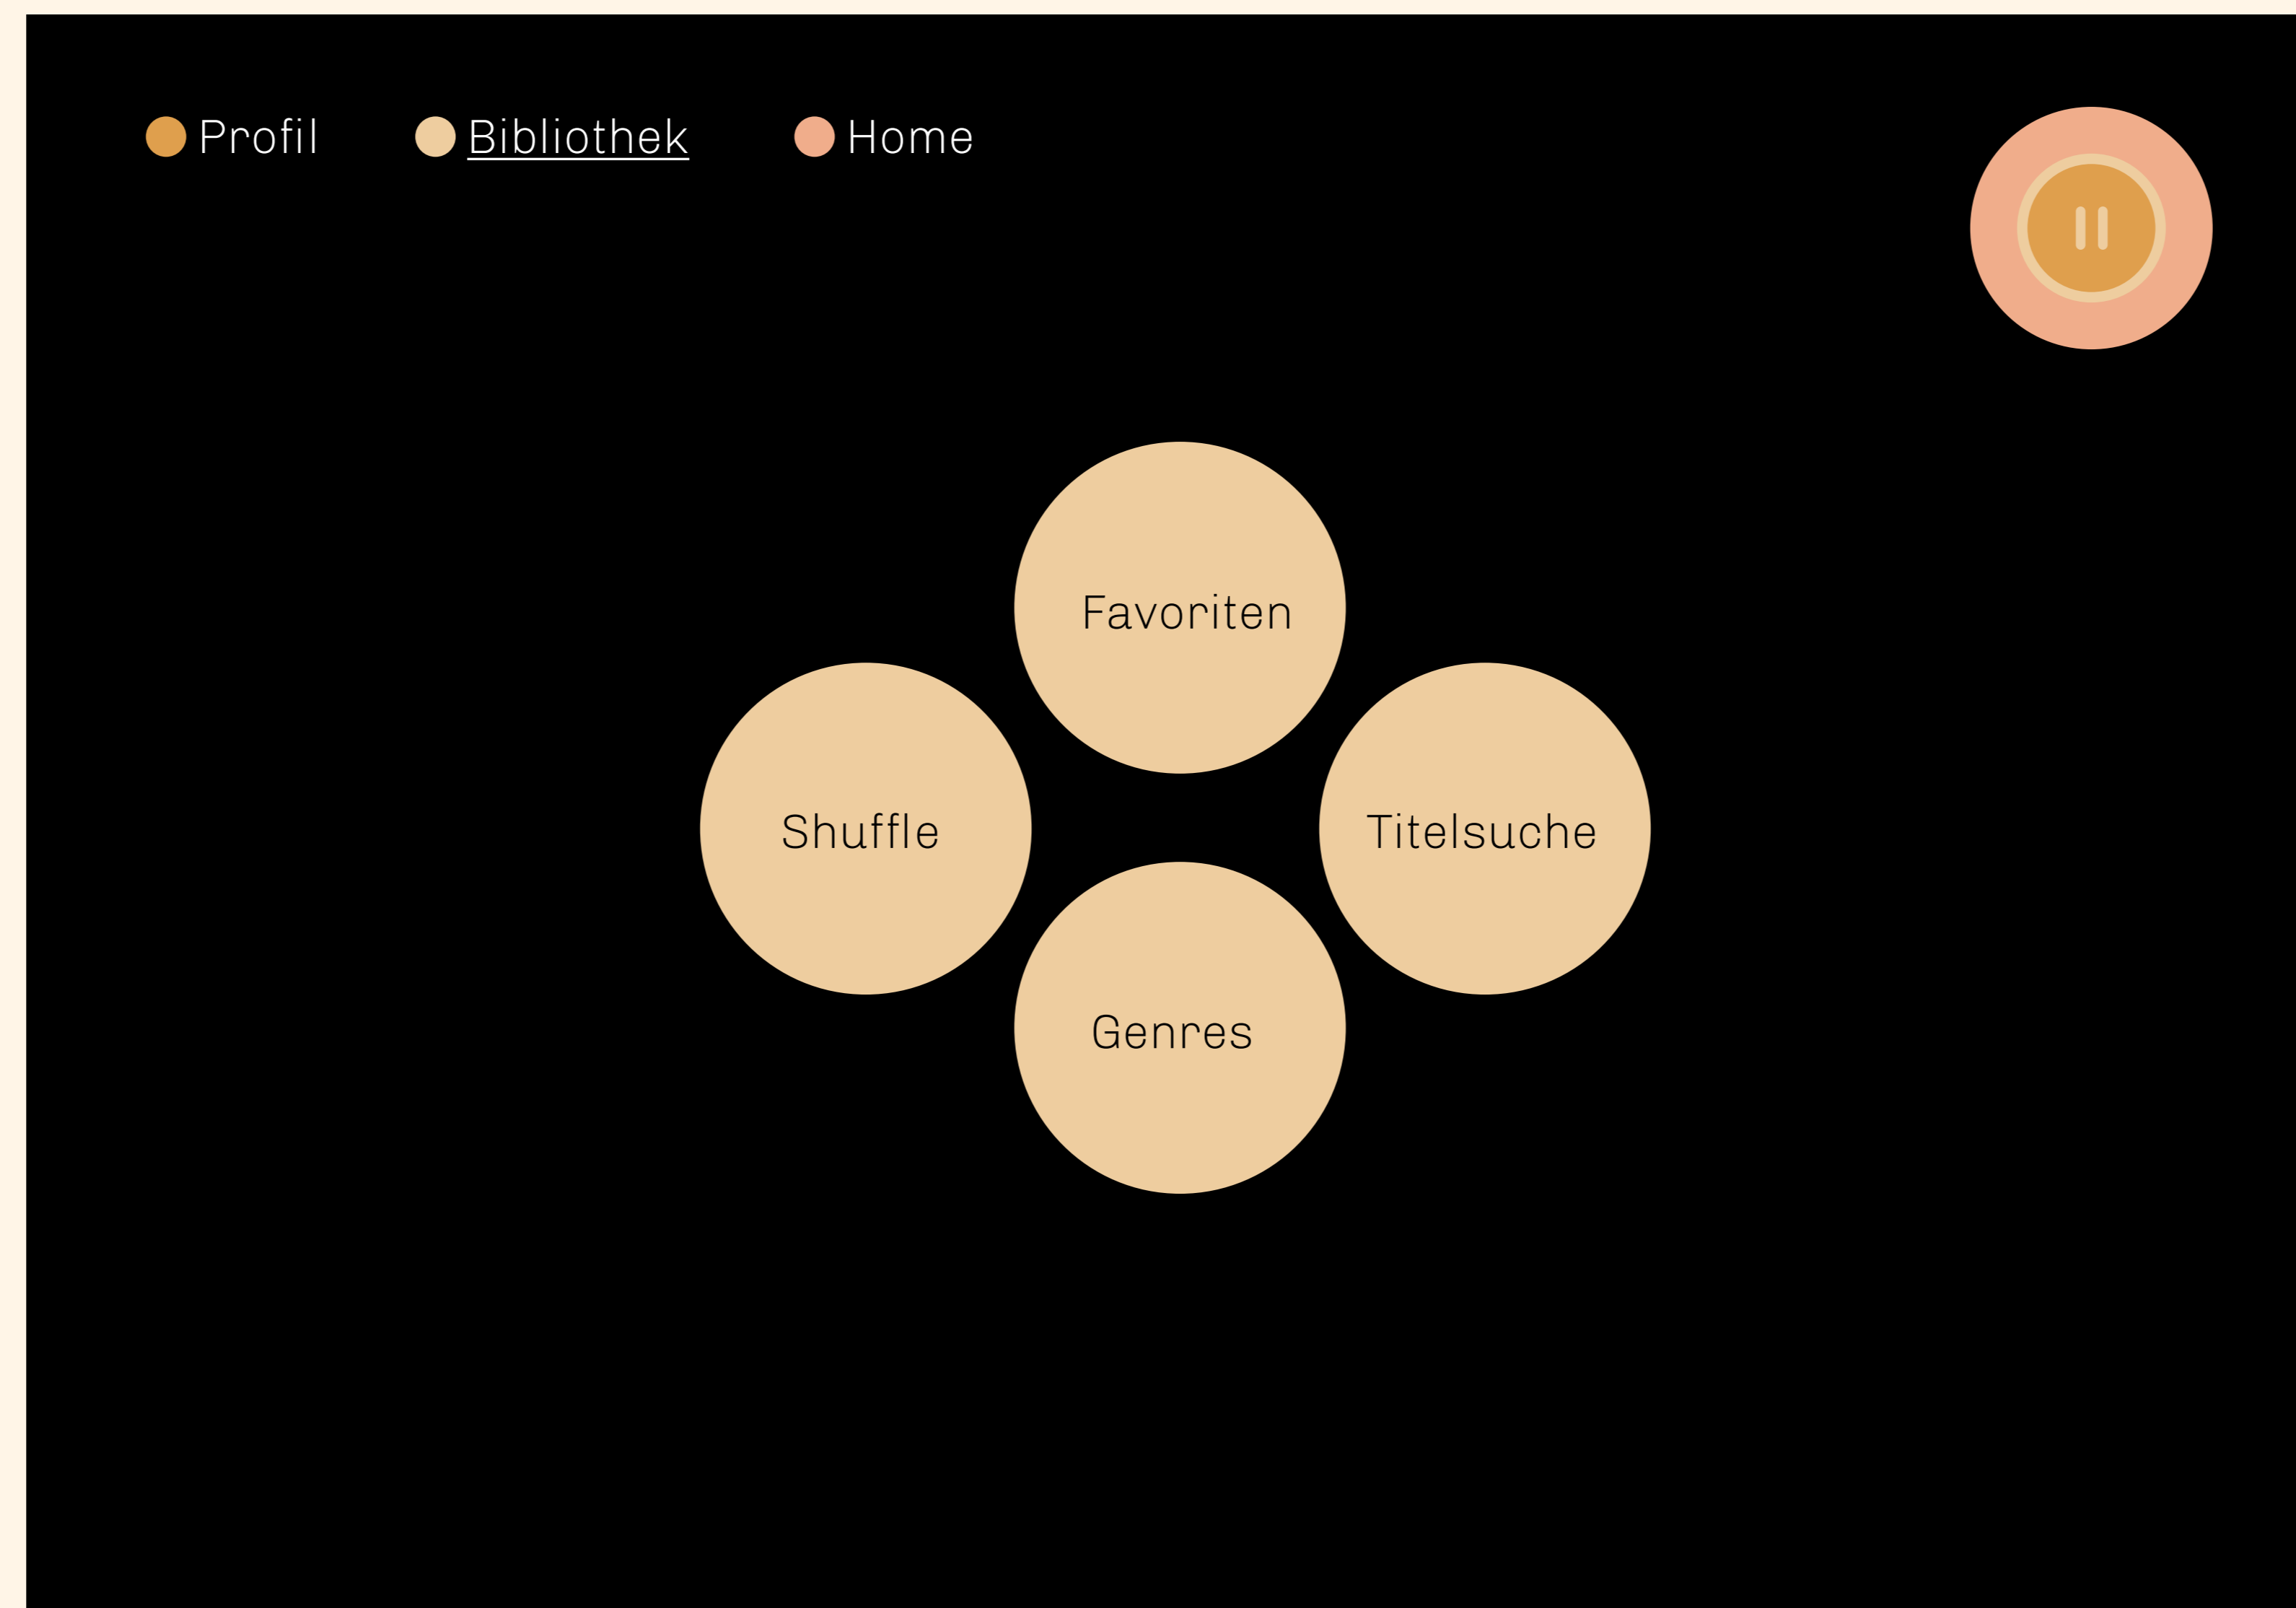 Profil
Bibliothek
Home
Favoriten
Shuffle
Titelsuche
Genres